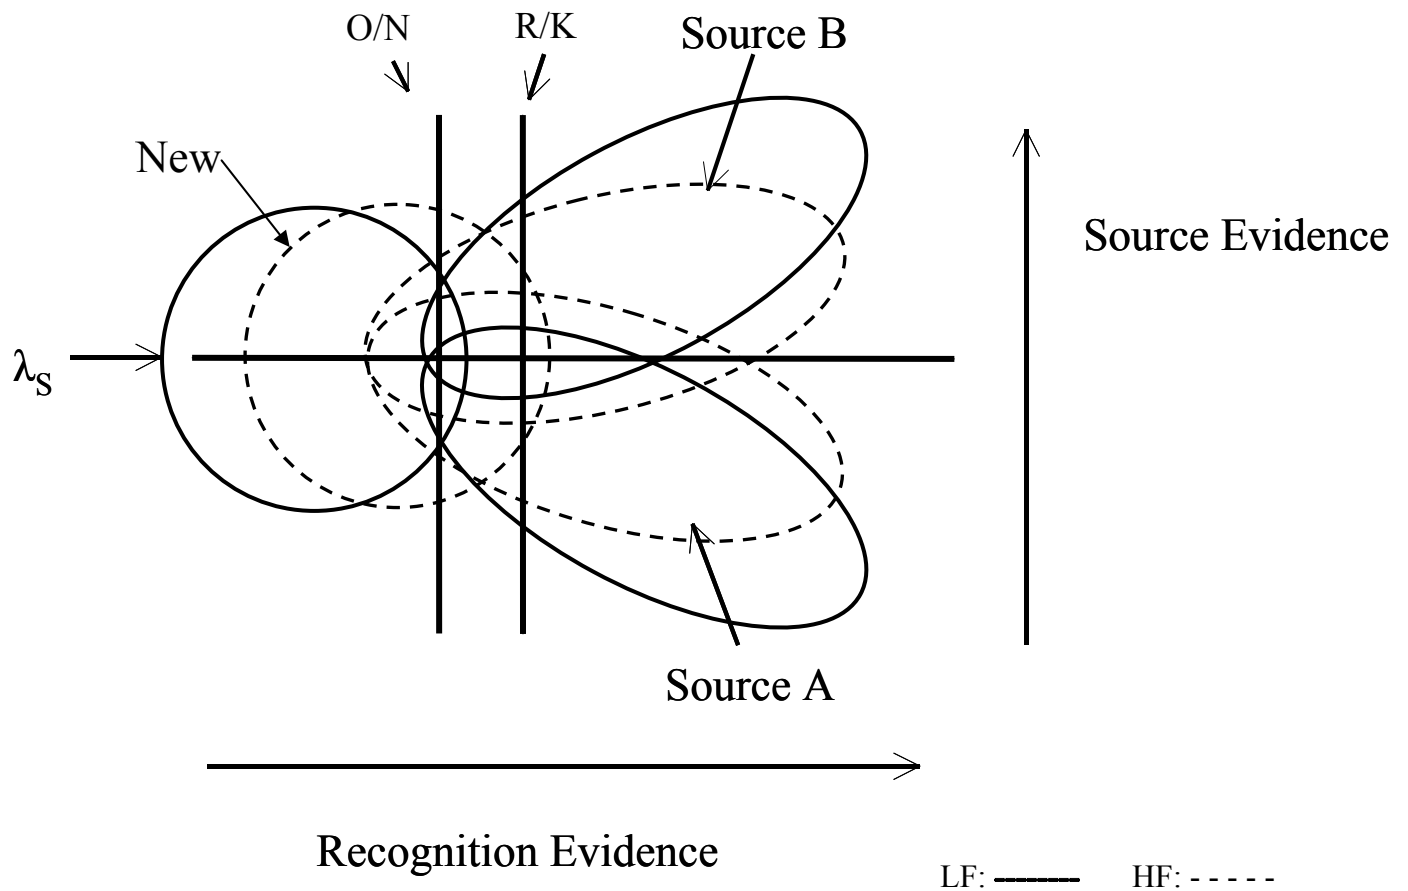 O/N
R/K
Source B
New
Source Evidence
λS
Source A
Recognition Evidence
LF:
HF: - - - - -